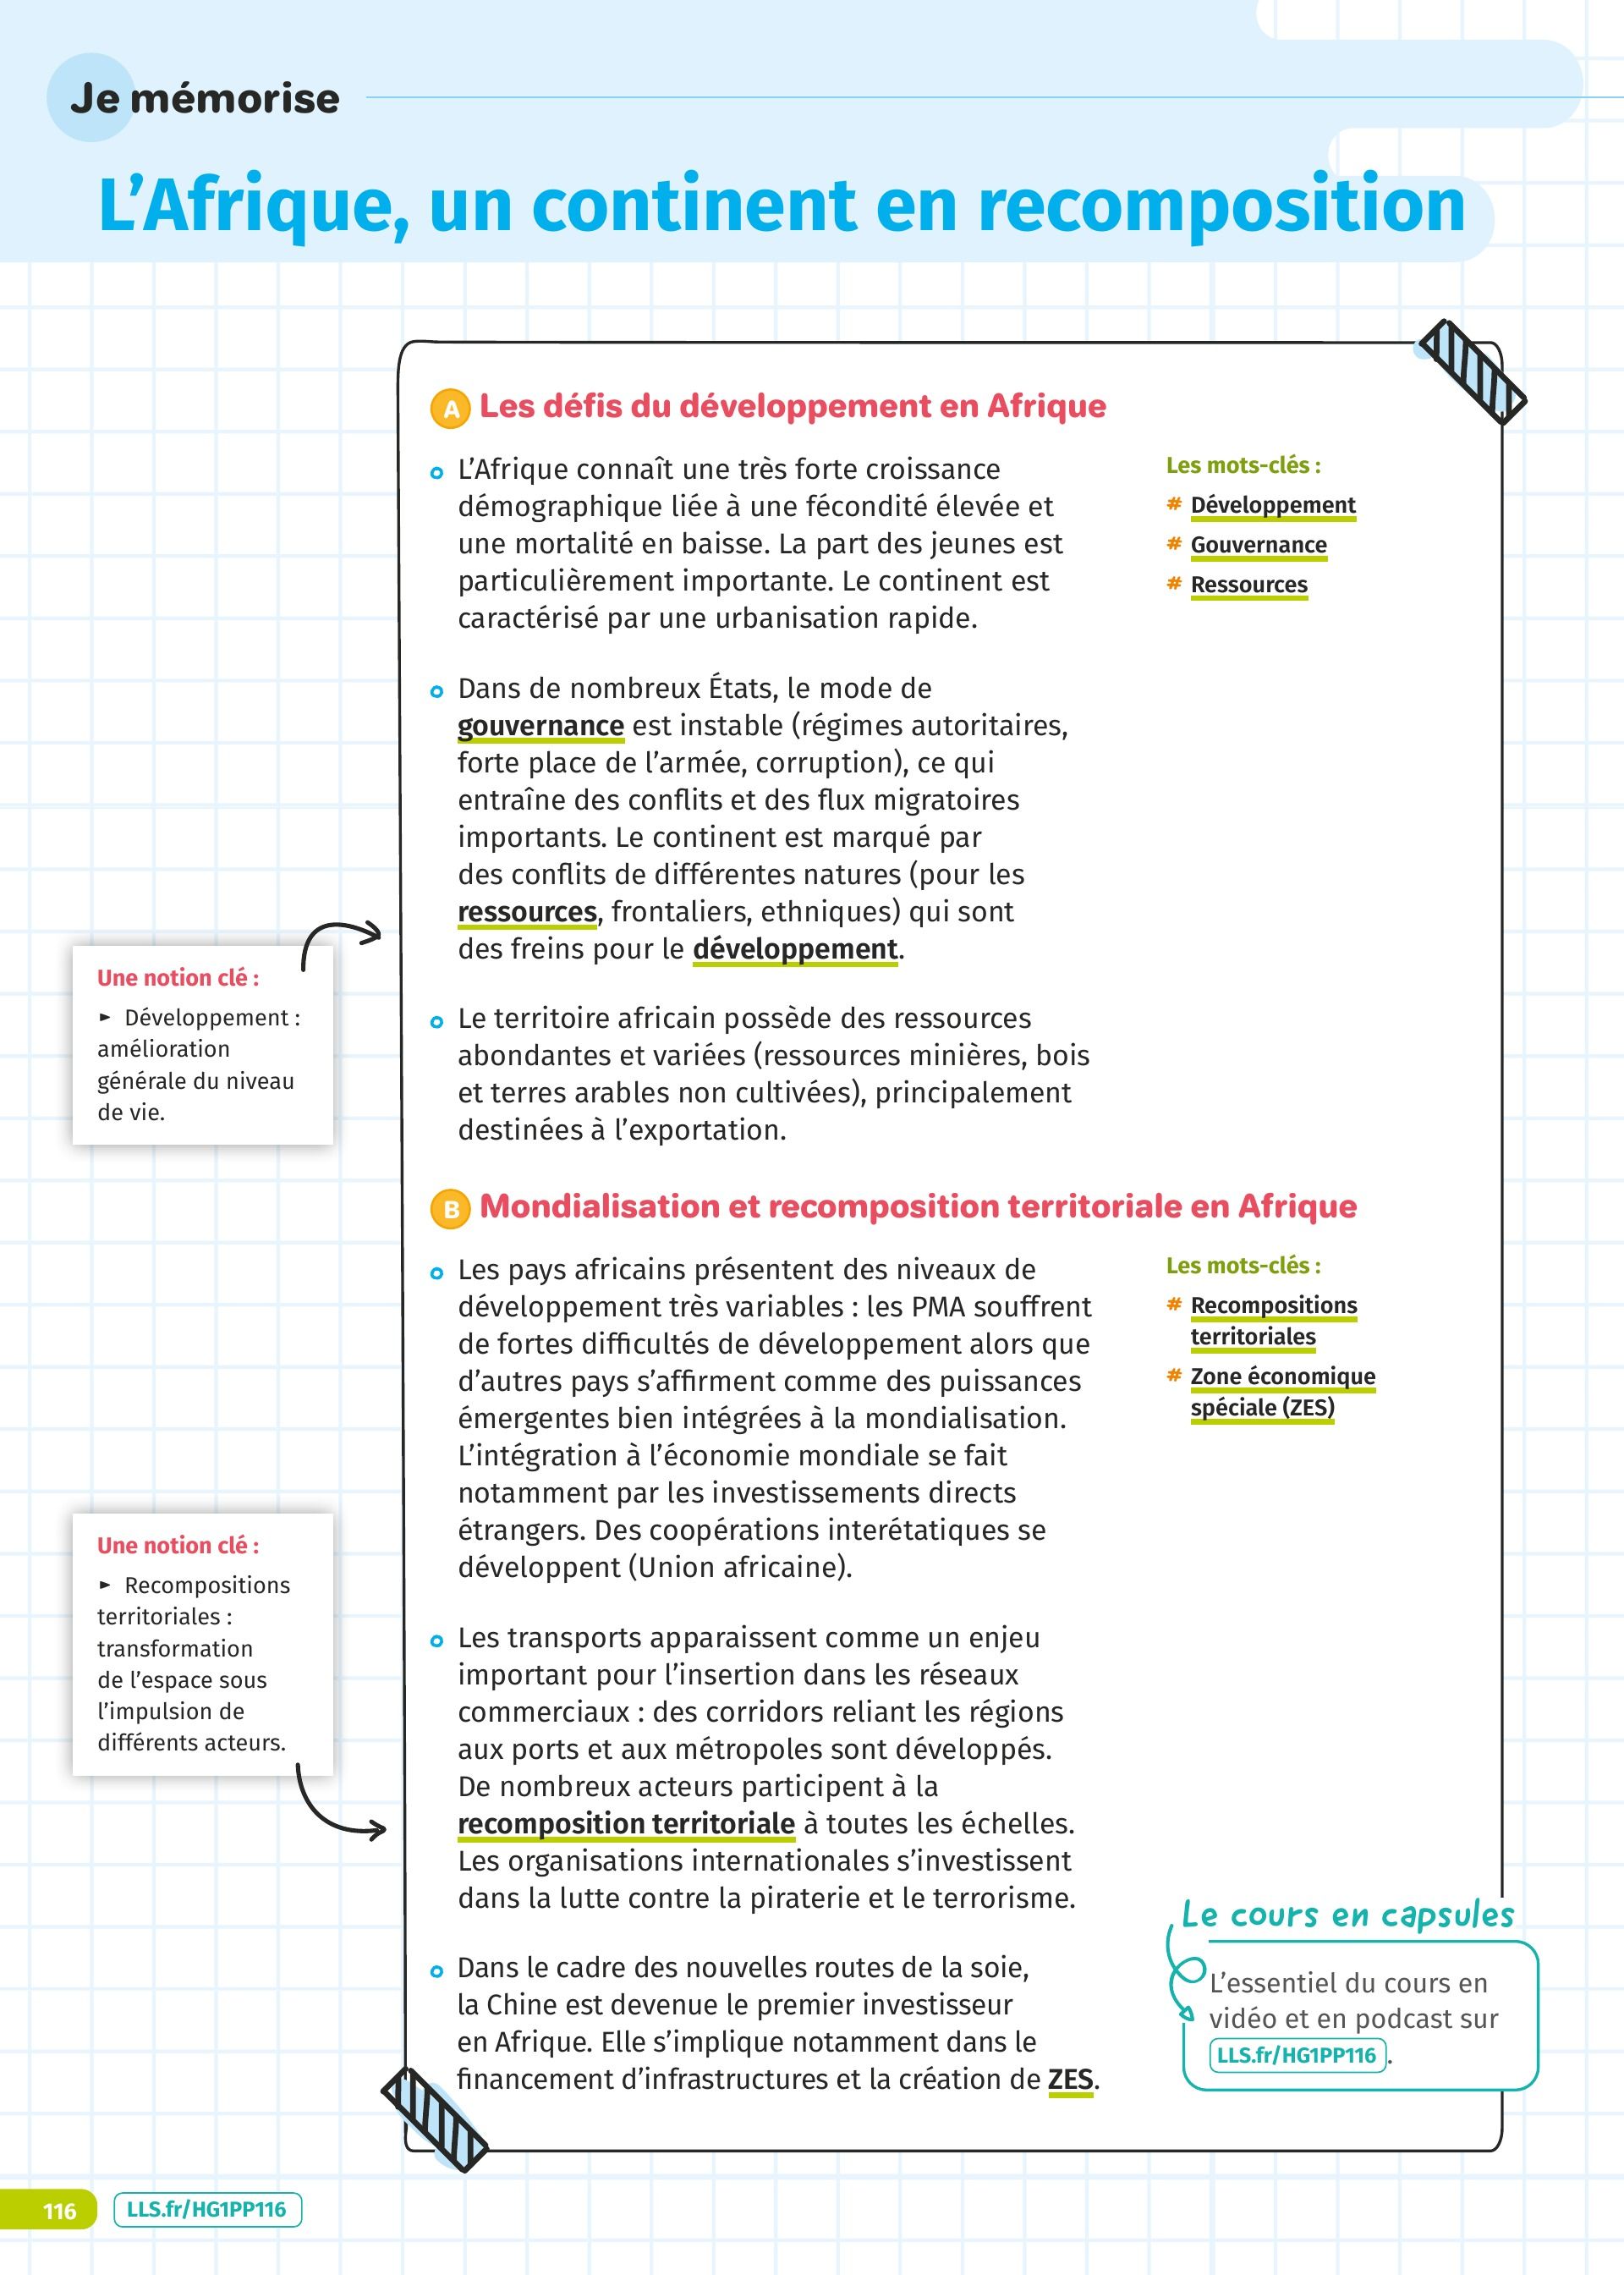 Je mémorise
L’Afrique, un continent en recomposition
A Les défis du développement en Afrique
L’Afrique connaît une très forte croissance
démographique liée à une fécondité élevée et
une mortalité en baisse. La part des jeunes est
particulièrement importante. Le continent est
caractérisé par une urbanisation rapide.
Dans de nombreux États, le mode de
gouvernance est instable (régimes autoritaires,
forte place de l’armée, corruption), ce qui
entraîne des conflits et des flux migratoires
importants. Le continent est marqué par
des conflits de différentes natures (pour les
ressources, frontaliers, ethniques) qui sont
des freins pour le développement.
Le territoire africain possède des ressources
abondantes et variées (ressources minières, bois
et terres arables non cultivées), principalement
destinées à l’exportation.
Les mots-clés :
# Développement
# Gouvernance
# Ressources
Une notion clé :
► Développement :
amélioration
générale du niveau
de vie.
B Mondialisation et recomposition territoriale en Afrique
Les pays africains présentent des niveaux de
développement très variables : les PMA souffrent
de fortes difficultés de développement alors que
d’autres pays s’affirment comme des puissances
émergentes bien intégrées à la mondialisation.
L’intégration à l’économie mondiale se fait
notamment par les investissements directs
étrangers. Des coopérations interétatiques se
développent (Union africaine).
Les transports apparaissent comme un enjeu
important pour l’insertion dans les réseaux
commerciaux : des corridors reliant les régions
aux ports et aux métropoles sont développés.
De nombreux acteurs participent à la
recomposition territoriale à toutes les échelles.
Les organisations internationales s’investissent
dans la lutte contre la piraterie et le terrorisme.
Dans le cadre des nouvelles routes de la soie,
la Chine est devenue le premier investisseur
en Afrique. Elle s’implique notamment dans le
financement d’infrastructures et la création de ZES.
Les mots-clés :
# Recompositions
territoriales
# Zone économique
spéciale (ZES)
Une notion clé :
► Recompositions
territoriales :
transformation
de l’espace sous
l’impulsion de
différents acteurs.
Le cours en capsules
L’essentiel du cours en
vidéo et en podcast sur
LLS.fr/HG1PP116 .
116 LLS.fr/HG1PP116